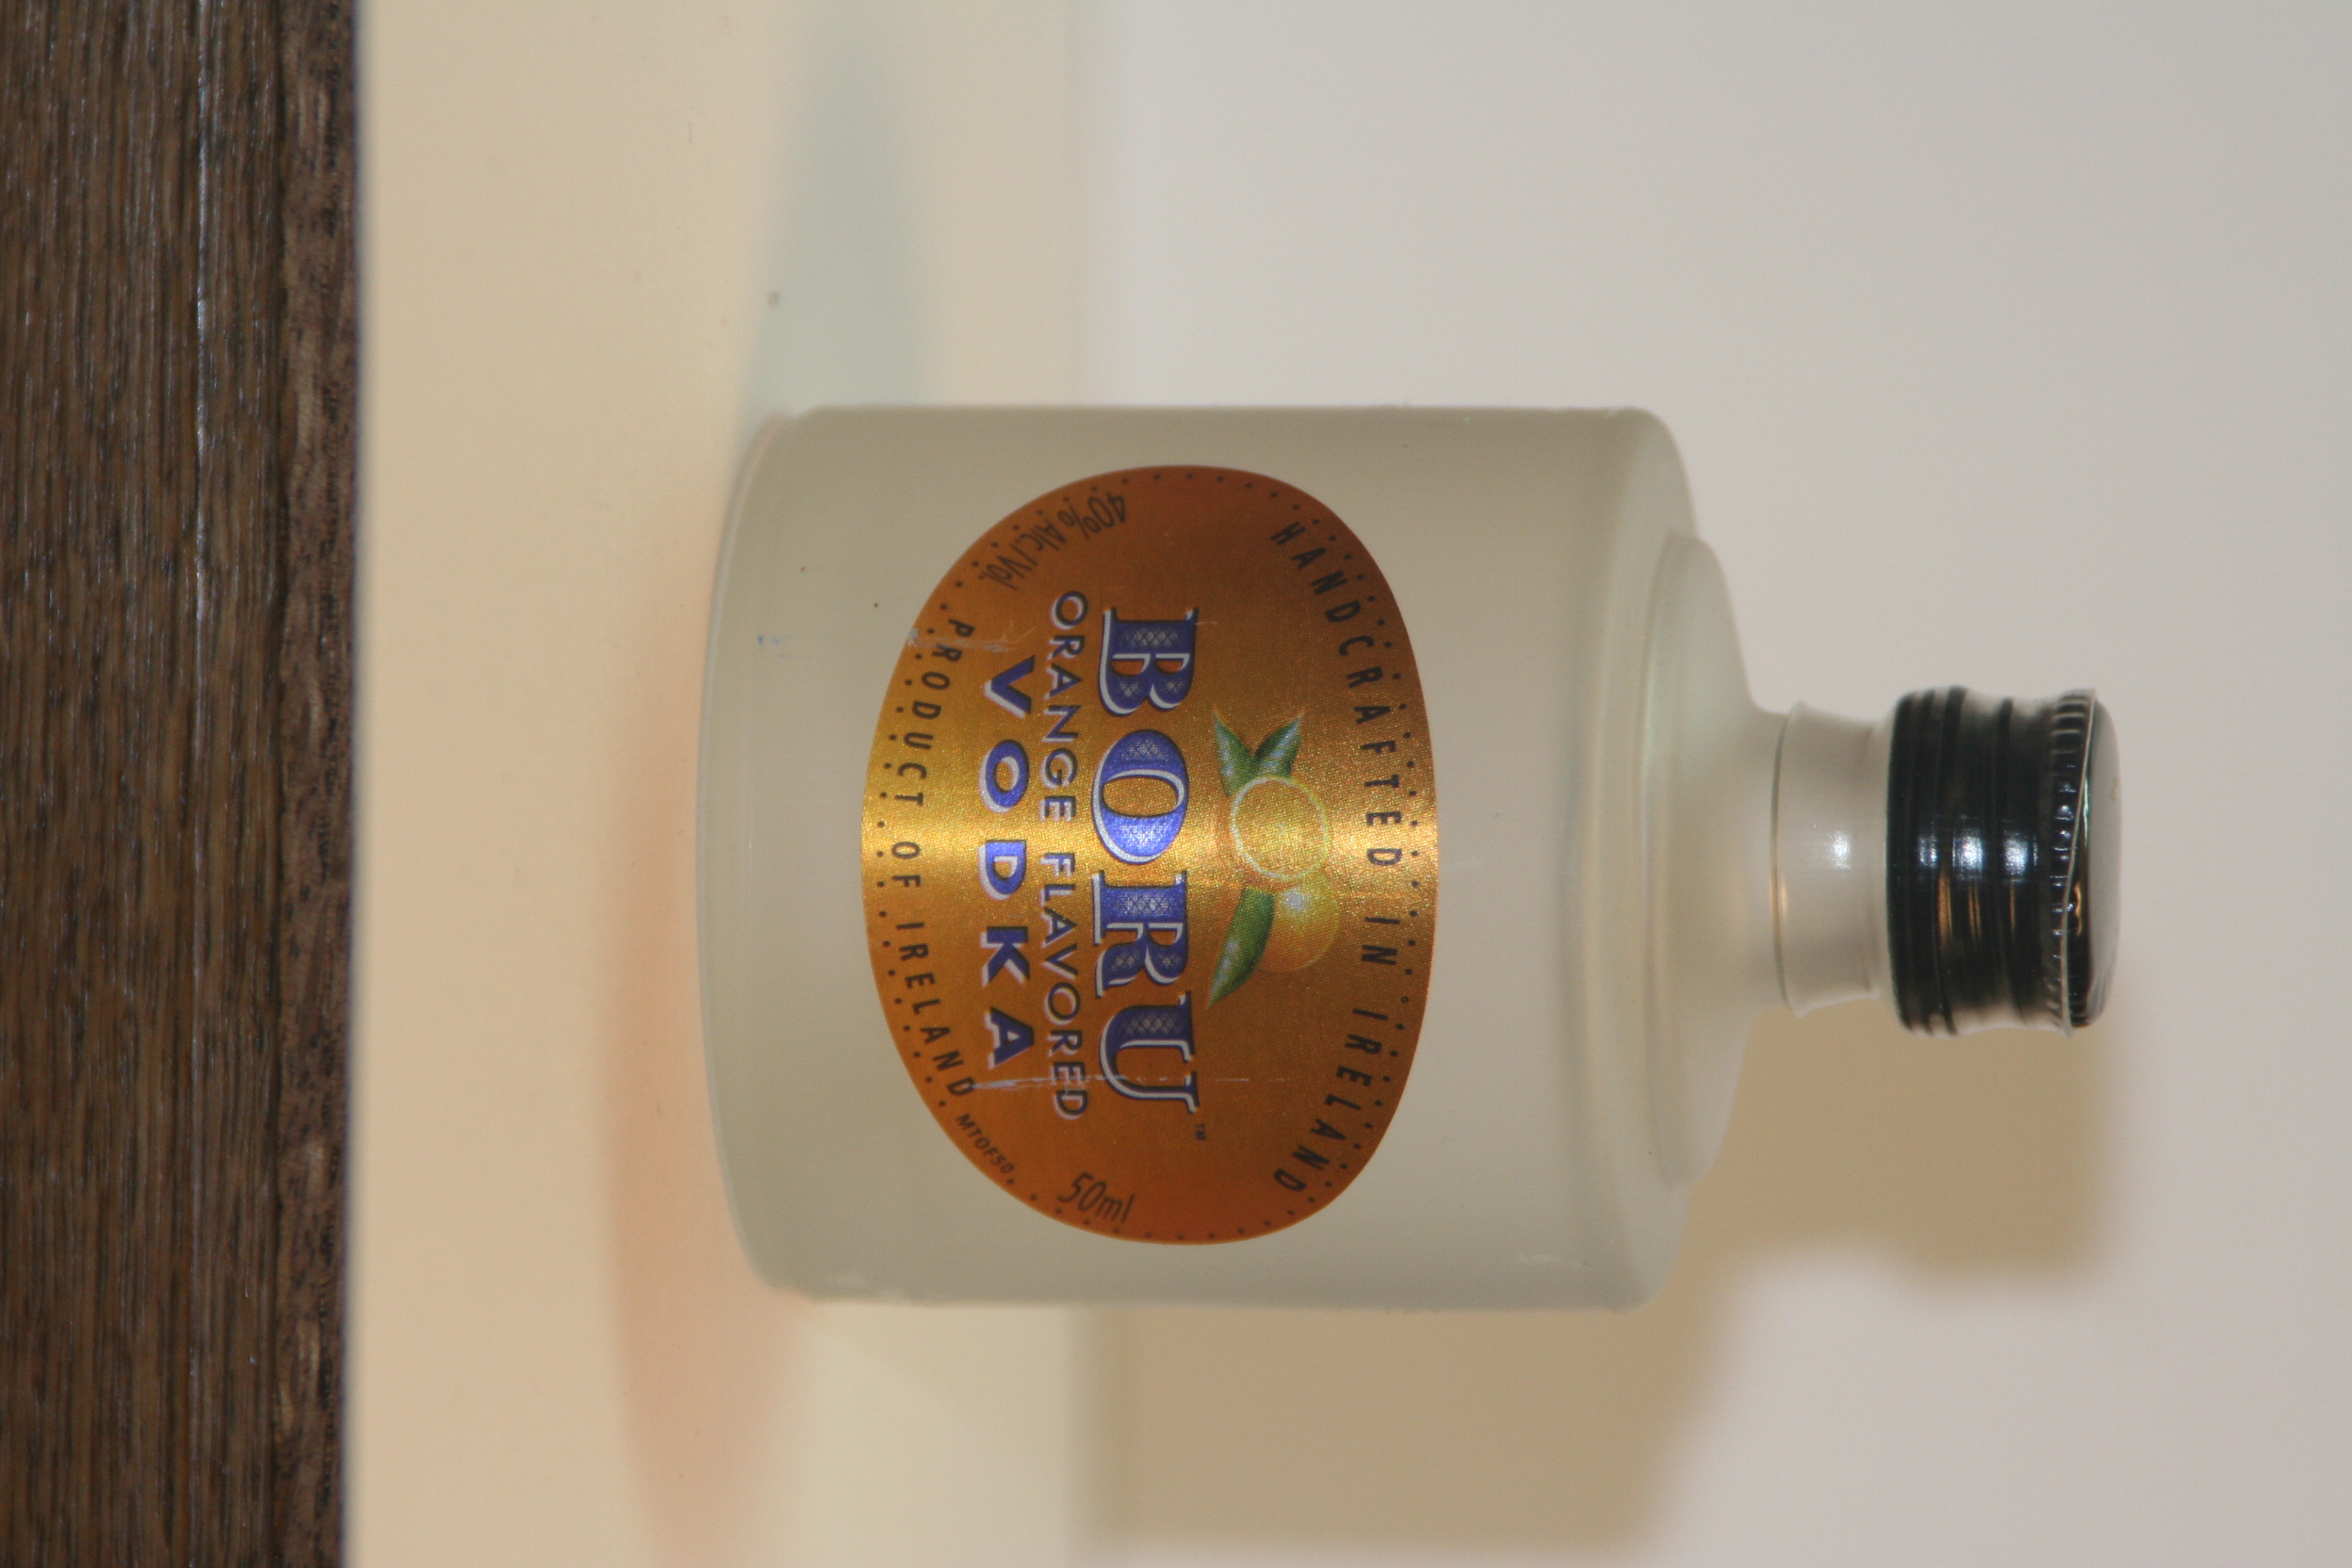 HANDCRAFTED IN IRELAND
BORU™
ORANGE FLAVORED
VODKA
40% Alc/Vol.
PRODUCT OF IRELAND
MTOF50
50ml